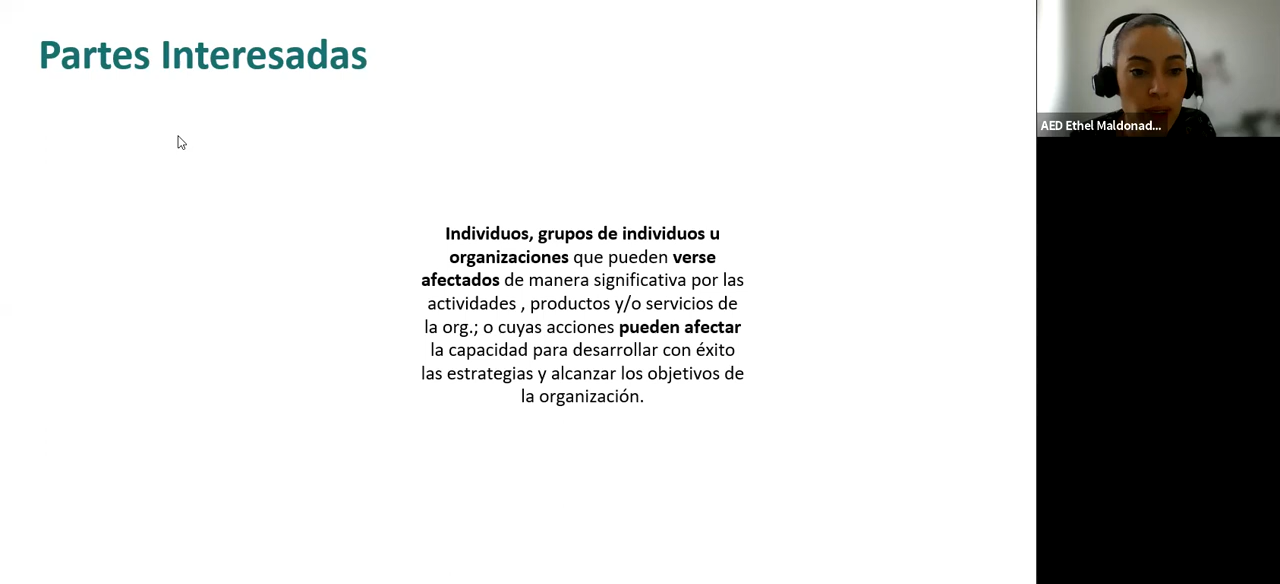 Partes Interesadas
Individuos, grupos de individuos u
organizaciones que pueden verse
afectados de manera significativa por las
actividades , productos y/o servicios de
la org.; o cuyas acciones pueden afectar
la capacidad para desarrollar con éxito
las estrategias y alcanzar los objetivos de
la organización.
AED Ethel Maldonad...